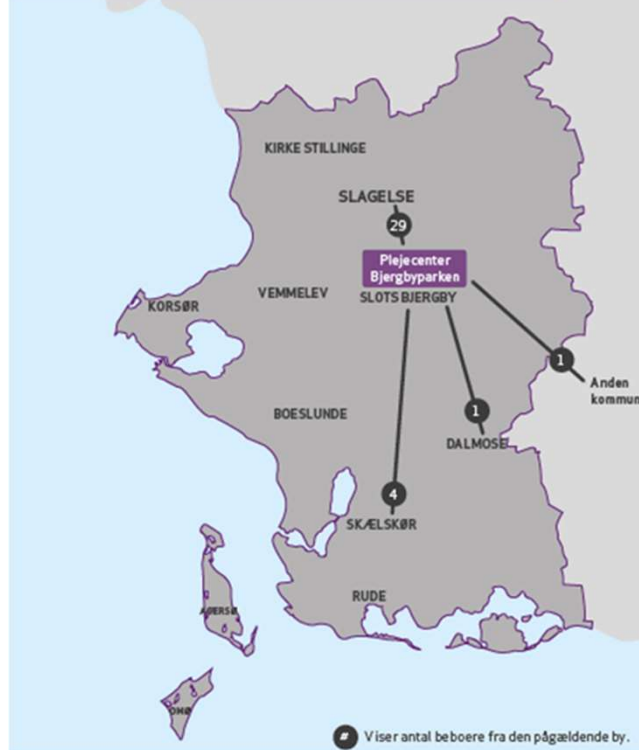 KIRKE STILLINGE
SLAGELSE
29
Plejecenter
Bjergbyparken
SLOTS BJERGBY
VEMMELEV
KORSØR
1
Anden
kommun
1
BOESLUNDE
DALMOSE
4
SKÆLSKØR
RUDE
AGERSØ
OMØ
# Viser antal beboere fra den pågældende by.